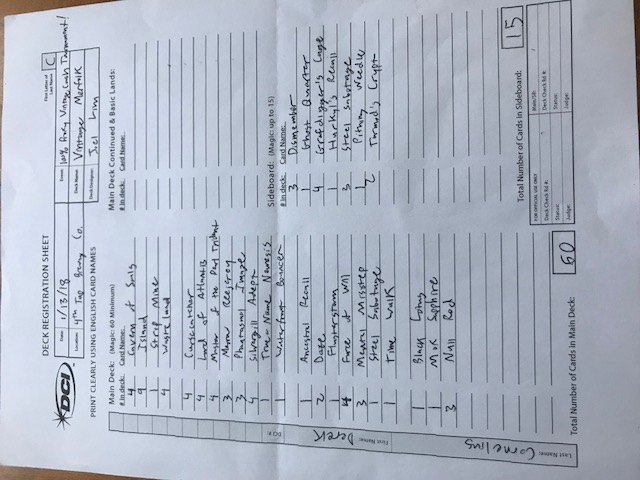 DECK REGISTRATION SHEET
DCI
Date: 1/13/18
Event: 100% Proxy Vintage Cash Tournament!
First Letter of Last Name C
Location: 4th Tap Brewing Co.
Deck Name: Vintage Merfolk
Deck Designer: Joel Lim
PRINT CLEARLY USING ENGLISH CARD NAMES
Main Deck: (Magic: 60 Minimum)
# in deck: Card Name:
4 Cavern of Souls
9 Island
1 Strip Mine
4 Wasteland
4 Cursecatcher
4 Lord of Atlantis
4 Master of the Pearl Trident
3 Merrow Reejerey
3 Phantasmal Image
4 Silvergill Adept
1 True-Name Nemesis
1 Waterfront Bouncer
1 Ancestral Recall
2 Daze
1 Flusterstorm
4 Force of Will
3 Mental Misstep
1 Steel Sabotage
1 Time Walk
1 Black Lotus
1 Mox Sapphire
3 Null Rod
Total Number of Cards in Main Deck: 60
Main Deck Continued & Basic Lands:
# in deck: Card Name:
Sideboard: (Magic: up to 15)
# in deck: Card Name:
3 Dismember
1 Ghost Quarter
4 Grafdigger's Cage
1 Hurkyl's Recall
3 Steel Sabotage
1 Pithing Needle
2 Tormod's Crypt
Total Number of Cards in Sideboard: 15
FOR OFFICIAL USE ONLY
Main/SB: /
Deck Check Rd #:
Deck Check Rd #:
Status:
Status:
Judge:
Judge:
Last Name: Cornelius
First Name: Derek
DCI #: